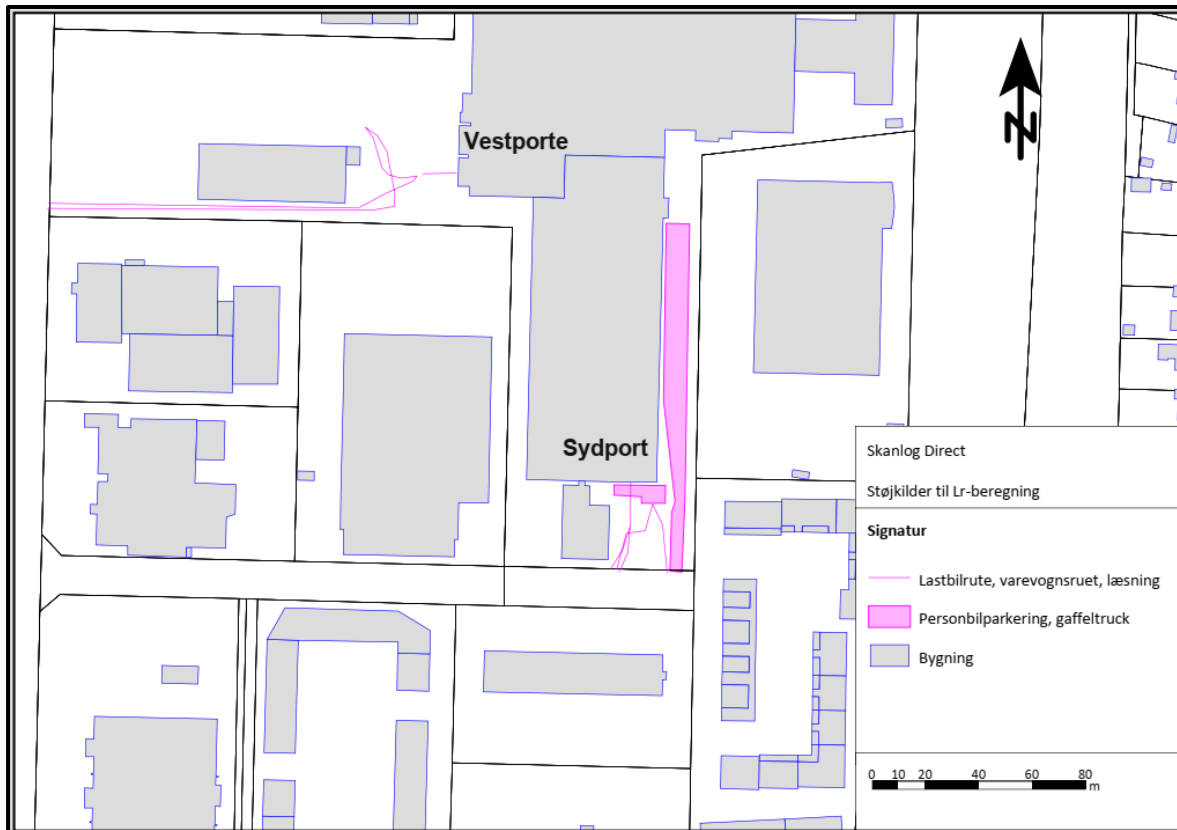 Vestporte
N
Sydport
Skanlog Direct
Støjkilder til Lr-beregning
Signatur
Lastbilrute, varevognsruet, læsning
Personbilparkering, gaffeltruck
Bygning
0 10 20 40 60 80
m